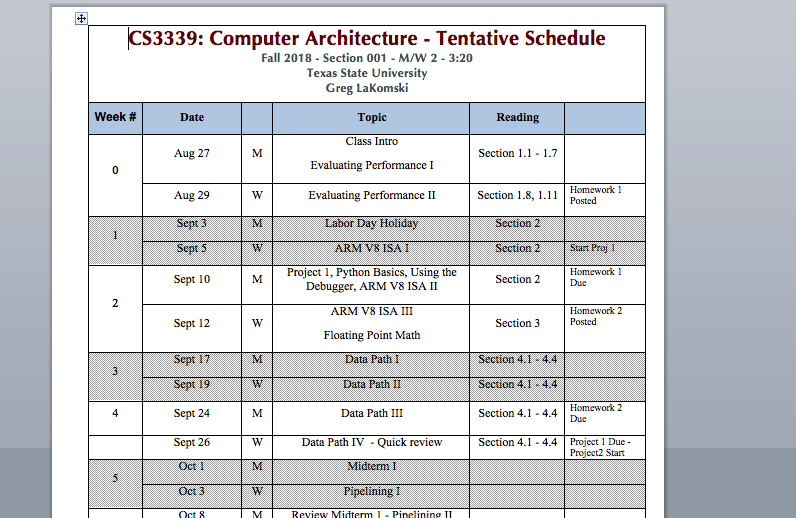 CS3339: Computer Architecture - Tentative Schedule
Fall 2018 - Section 001 - M/W 2 - 3:20
Texas State University
Greg LaKomski
Week # Date Topic Reading
0 Aug 27 M Class Intro
Evaluating Performance I Section 1.1 - 1.7
Aug 29 W Evaluating Performance II Section 1.8, 1.11 Homework 1
Posted
1 Sept 3 M Labor Day Holiday Section 2
Sept 5 W ARM V8 ISA I Section 2 Start Proj 1
2 Sept 10 M Project 1, Python Basics, Using the
Debugger, ARM V8 ISA II Section 2 Homework 1
Due
Sept 12 W ARM V8 ISA III
Floating Point Math Section 3 Homework 2
Posted
3 Sept 17 M Data Path I Section 4.1 - 4.4
Sept 19 W Data Path II Section 4.1 - 4.4
4 Sept 24 M Data Path III Section 4.1 - 4.4 Homework 2
Due
Sept 26 W Data Path IV - Quick review Section 4.1 - 4.4 Project 1 Due -
Project2 Start
5 Oct 1 M Midterm I
Oct 3 W Pipelining I
Oct 8 M Review Midterm 1 - Pipelining II